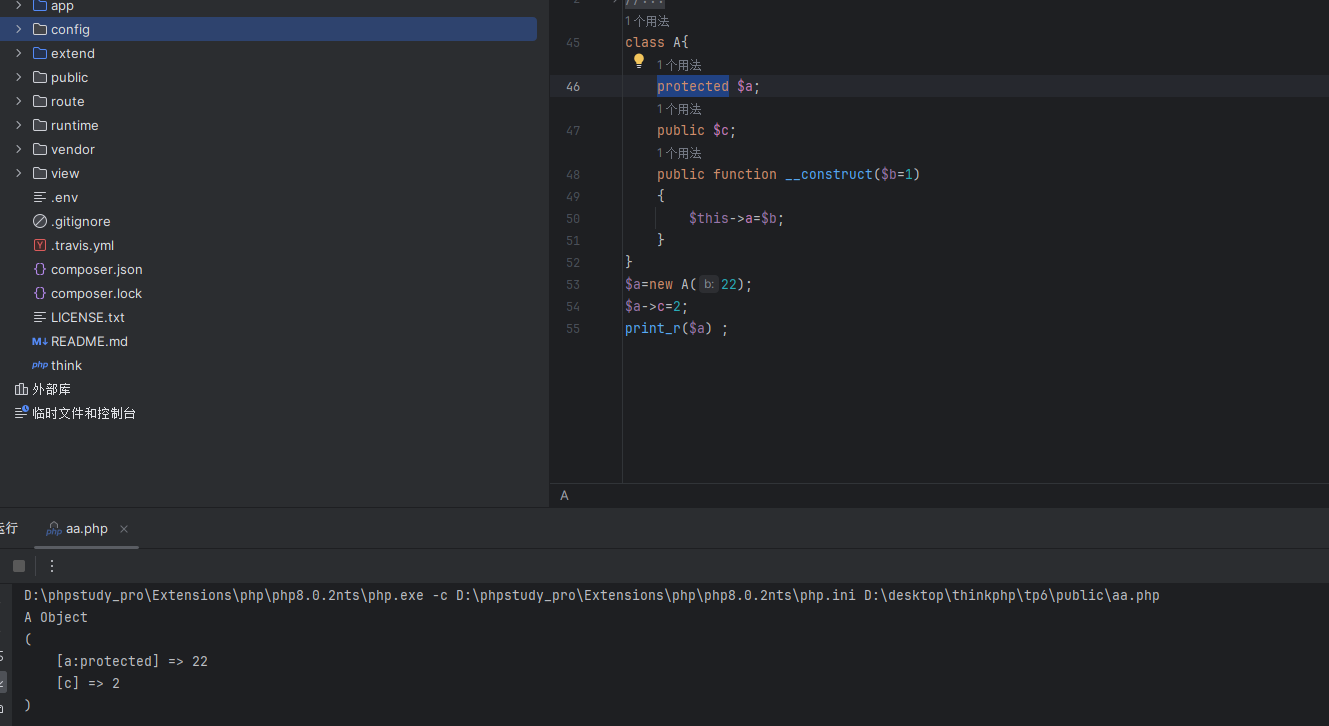 app
config
extend
public
route
runtime
vendor
view
.env
.gitignore
.travis.yml
composer.json
composer.lock
LICENSE.txt
README.md
php think
外部库
临时文件和控制台
//...
1个用法
45 class A{
1个用法
46 protected $a;
1个用法
47 public $c;
1个用法
48 public function __construct($b=1)
49 {
50 $this->a=$b;
51 }
52 }
53 $a=new A( b: 22);
54 $a->c=2;
55 print_r($a) ;
A
运行
php aa.php
D:\phpstudy_pro\Extensions\php\php8.0.2nts\php.exe -c D:\phpstudy_pro\Extensions\php\php8.0.2nts\php.ini D:\desktop\thinkphp\tp6\public\aa.php
A Object
(
[a:protected] => 22
[c] => 2
)